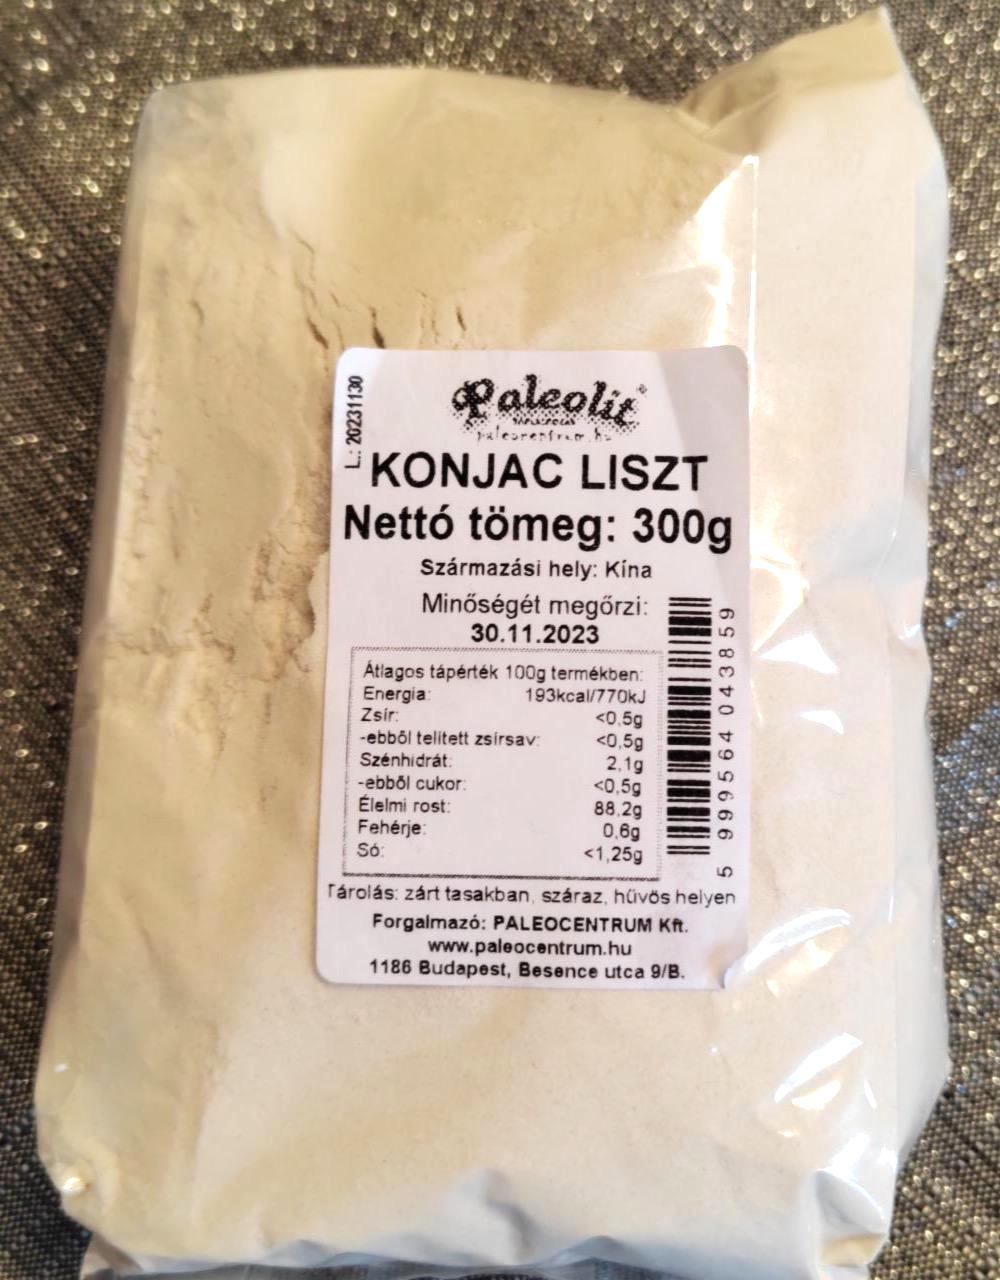 L.: 20231130
Paleolit®
TÁPLÁLKOZÁS
paleocentrum.hu
KONJAC LISZT
Nettó tömeg: 300g
Származási hely: Kína
Minőségét megőrzi:
30.11.2023
Átlagos tápérték 100g termékben:
Energia: 193kcal/770kJ
Zsír: <0,5g
-ebből telített zsírsav: <0,5g
Szénhidrát: 2,1g
-ebből cukor: <0,5g
Élelmi rost: 88,2g
Fehérje: 0,6g
Só: <1,25g
5 999564 043859
Tárolás: zárt tasakban, száraz, hűvös helyen
Forgalmazó: PALEOCENTRUM Kft.
www.paleocentrum.hu
1186 Budapest, Besence utca 9/B.